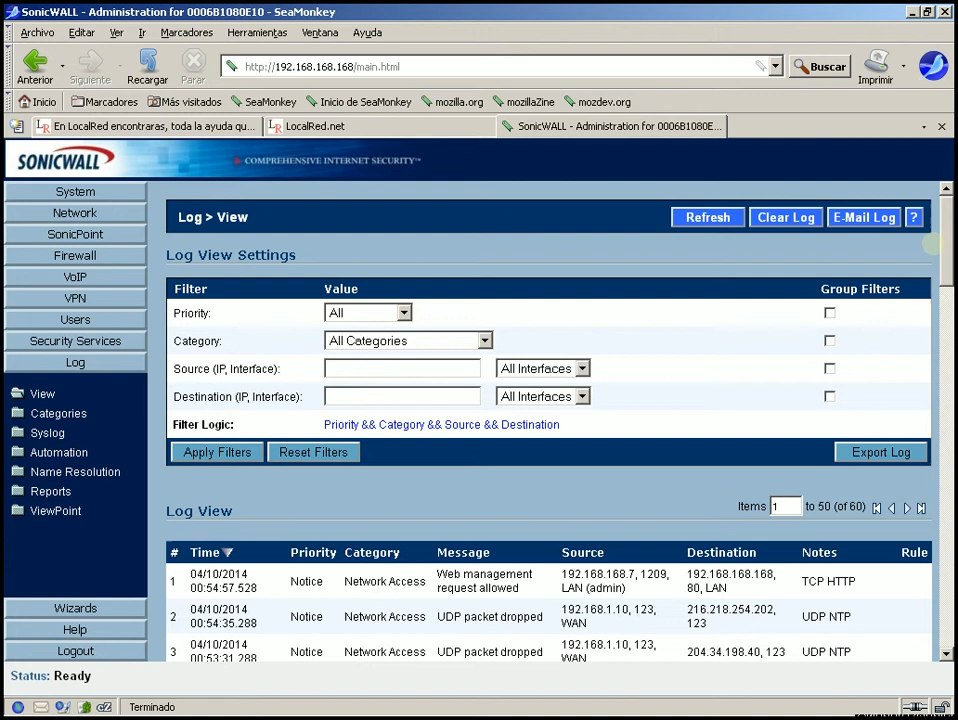 SonicWALL - Administration for 0006B1080E10 - SeaMonkey
Archivo Editar Ver Ir Marcadores Herramientas Ventana Ayuda
Anterior Siguiente Recargar Parar http://192.168.168.168/main.html Buscar Imprimir
Inicio Marcadores Más visitados SeaMonkey Inicio de SeaMonkey mozilla.org mozillaZine mozdev.org
En LocalRed encontraras, toda la ayuda qu... LocalRed.net SonicWALL - Administration for 0006B1080E...
SONICWALL COMPREHENSIVE INTERNET SECURITY™
System
Network
SonicPoint
Firewall
VoIP
VPN
Users
Security Services
Log
View
Categories
Syslog
Automation
Name Resolution
Reports
ViewPoint
Wizards
Help
Logout
Status: Ready
Log > View Refresh Clear Log E-Mail Log ?
Log View Settings
Filter Value Group Filters
Priority: All
Category: All Categories
Source (IP, Interface): All Interfaces
Destination (IP, Interface): All Interfaces
Filter Logic: Priority && Category && Source && Destination
Apply Filters Reset Filters Export Log
Log View Items 1 to 50 (of 60)
# Time Priority Category Message Source Destination Notes Rule
1 04/10/2014 00:54:57.528 Notice Network Access Web management request allowed 192.168.168.7, 1209, LAN (admin) 192.168.168.168, 80, LAN TCP HTTP
2 04/10/2014 00:54:35.288 Notice Network Access UDP packet dropped 192.168.1.10, 123, WAN 216.218.254.202, 123 UDP NTP
3 04/10/2014 00:53:31.288 Notice Network Access UDP packet dropped 192.168.1.10, 123, WAN 204.34.198.40, 123 UDP NTP
Terminado